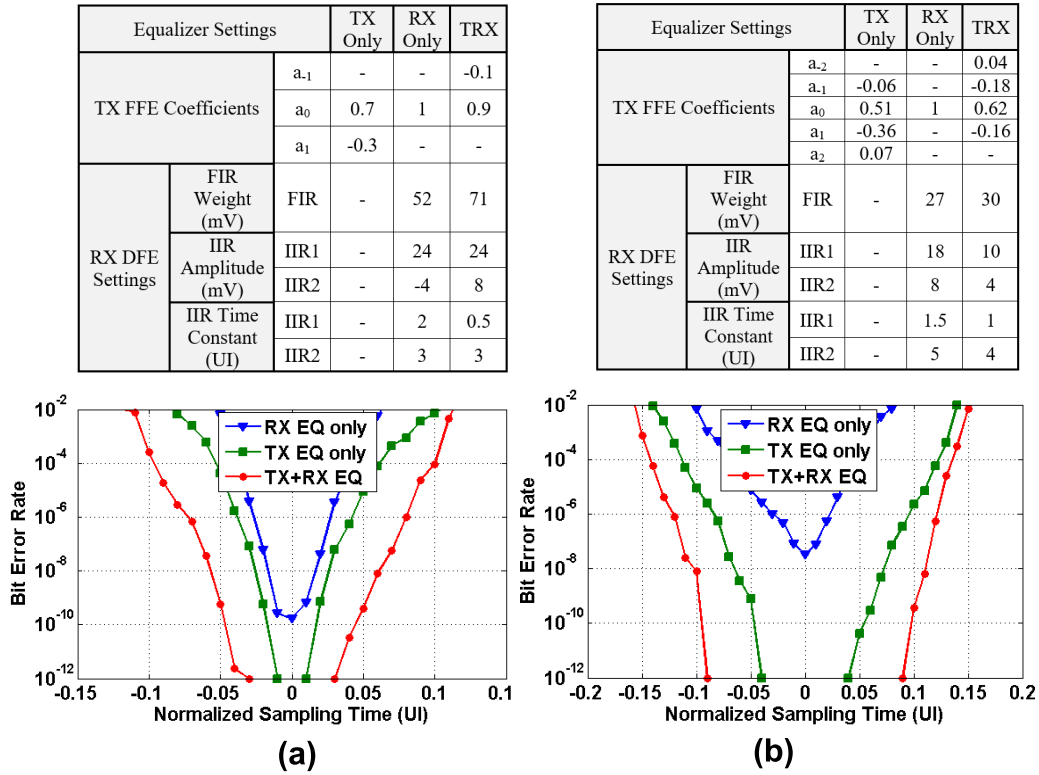 (a)
Equalizer Settings TX Only RX Only TRX
TX FFE Coefficients a-1 - - -0.1
a0 0.7 1 0.9
a1 -0.3 - -
RX DFE Settings FIR Weight (mV) FIR - 52 71
IIR Amplitude (mV) IIR1 - 24 24
IIR2 - -4 8
IIR Time Constant (UI) IIR1 - 2 0.5
IIR2 - 3 3
(b)
Equalizer Settings TX Only RX Only TRX
TX FFE Coefficients a-2 - - 0.04
a-1 -0.06 - -0.18
a0 0.51 1 0.62
a1 -0.36 - -0.16
a2 0.07 - -
RX DFE Settings FIR Weight (mV) FIR - 27 30
IIR Amplitude (mV) IIR1 - 18 10
IIR2 - 8 4
IIR Time Constant (UI) IIR1 - 1.5 1
IIR2 - 5 4
Bit Error Rate
10-2
10-4
10-6
10-8
10-10
10-12
RX EQ only
TX EQ only
TX+RX EQ
-0.15 -0.1 -0.05 0 0.05 0.1 0.1
Normalized Sampling Time (UI)
(a)
Bit Error Rate
10-2
10-4
10-6
10-8
10-10
10-12
RX EQ only
TX EQ only
TX+RX EQ
-0.2 -0.15 -0.1 -0.05 0 0.05 0.1 0.15 0.2
Normalized Sampling Time (UI)
(b)